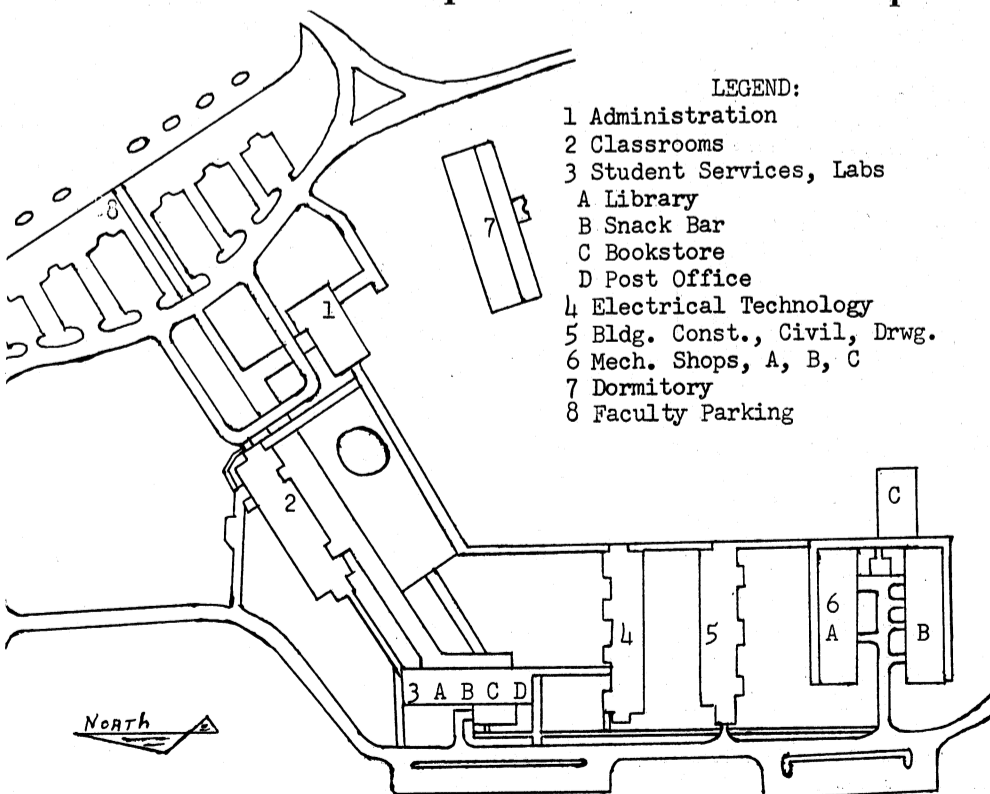 LEGEND:
1 Administration
2 Classrooms
3 Student Services, Labs
A Library
B Snack Bar
C Bookstore
D Post Office
4 Electrical Technology
5 Bldg. Const., Civil, Drwg.
6 Mech. Shops, A, B, C
7 Dormitory
8 Faculty Parking
8
7
1
2
C
4
5
6
A
B
3 A B C D
NORTH